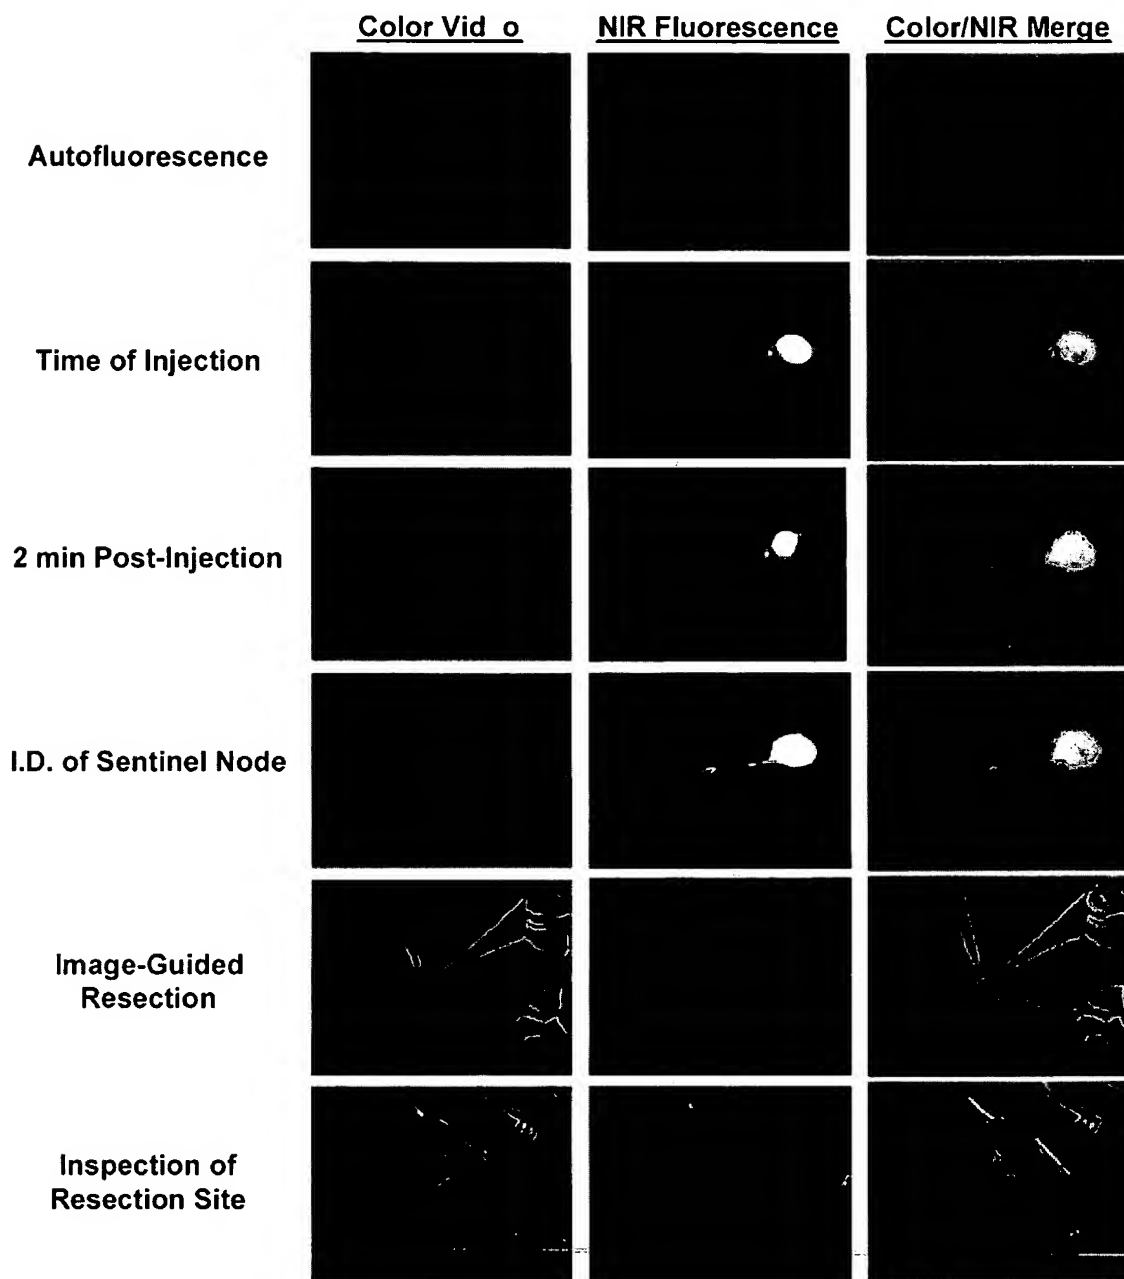 Color Vid o
NIR Fluorescence
Color/NIR Merge
Autofluorescence
Time of Injection
2 min Post-Injection
I.D. of Sentinel Node
Image-Guided
Resection
Inspection of
Resection Site